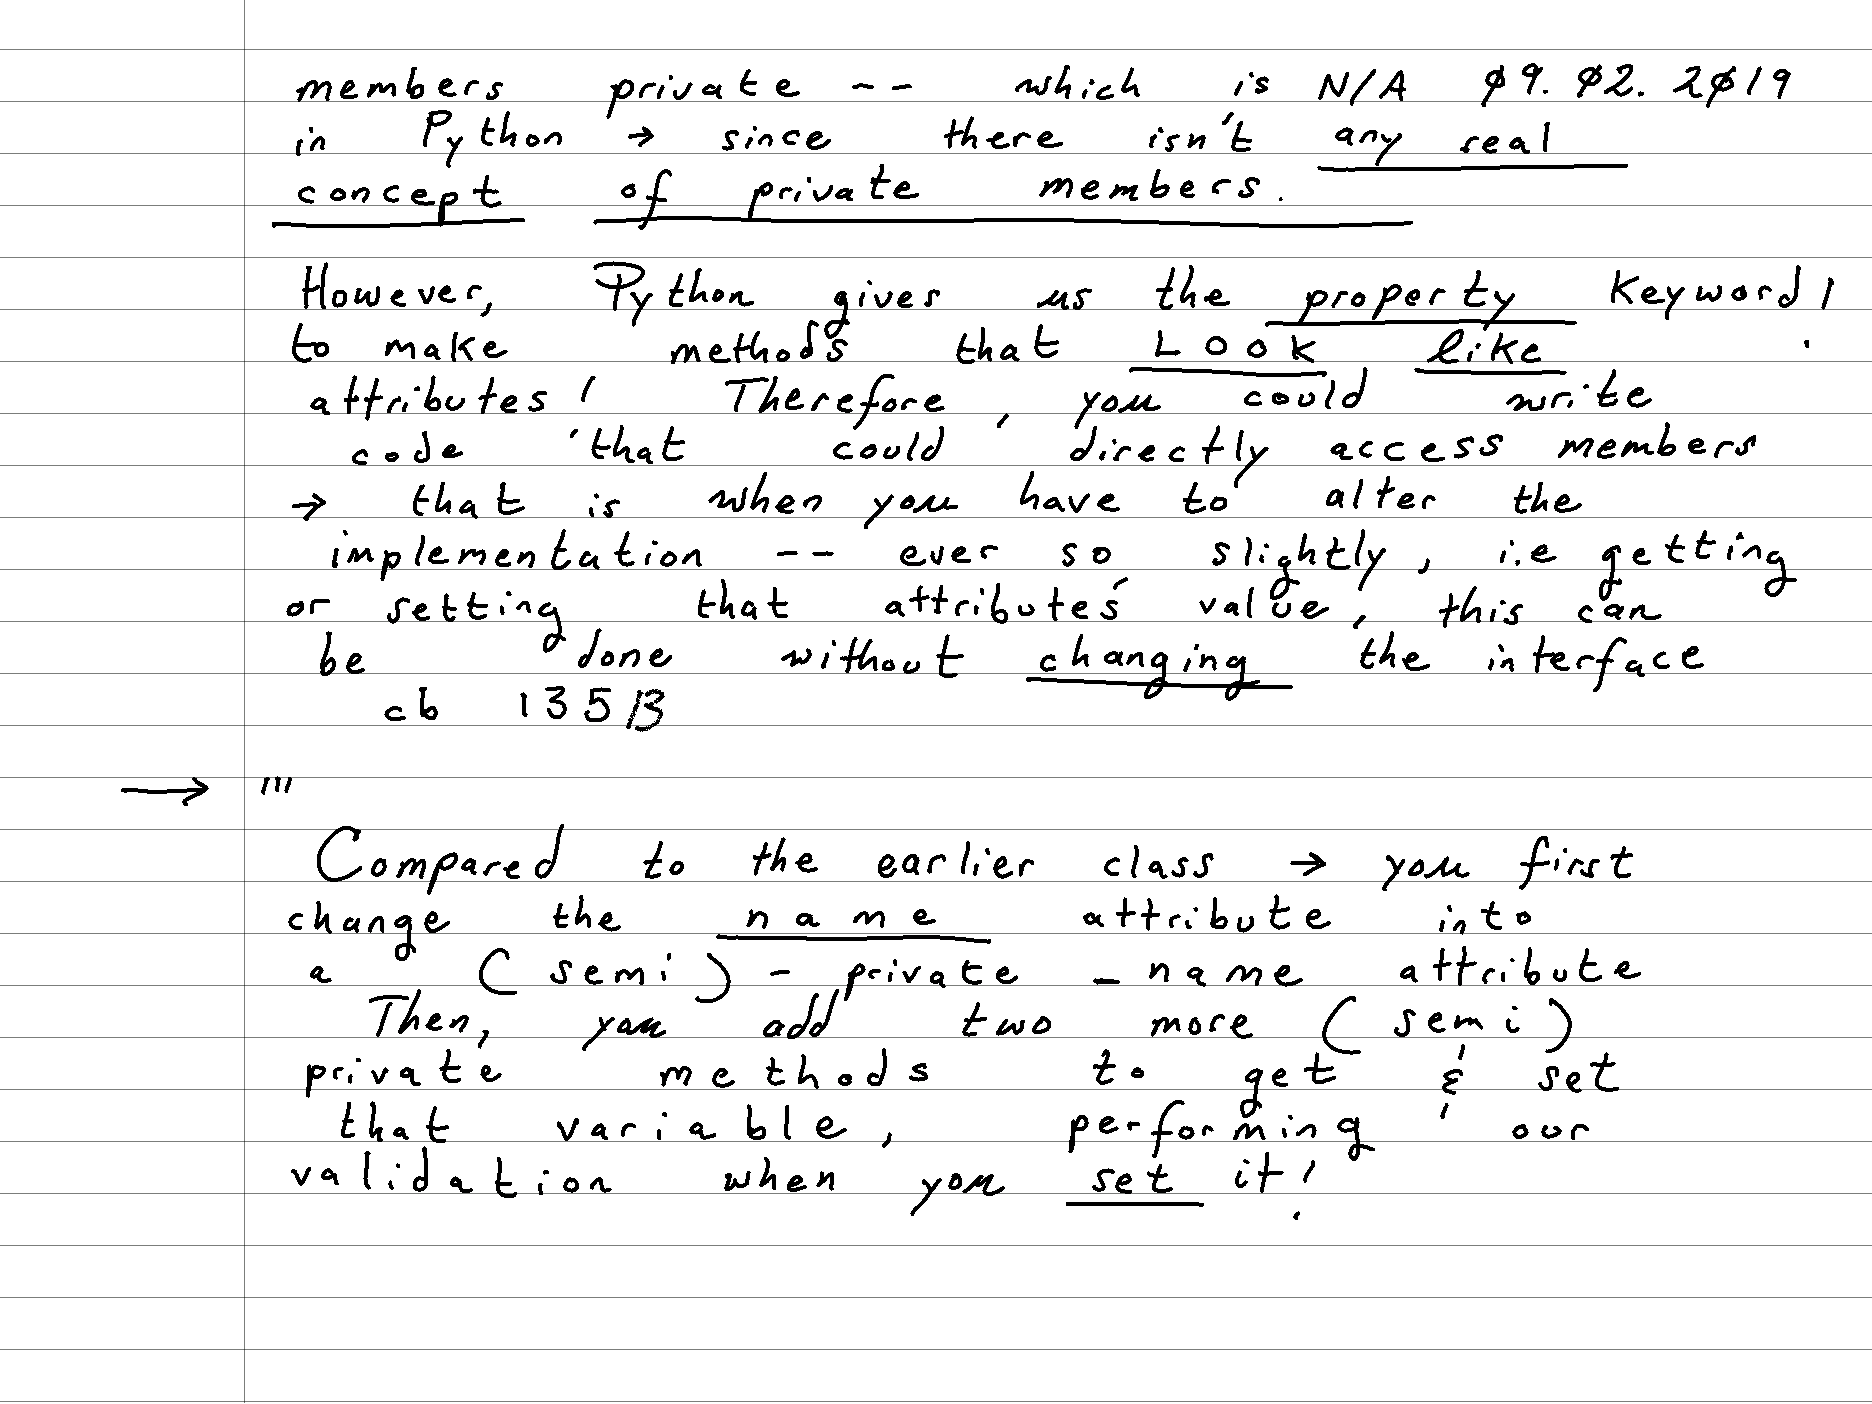 members private -- which is N/A 09.02.2019
in Python → since there isn't any real
concept of private members.
However, Python gives us the property keyword!
to make methods that LOOK like
attributes! Therefore, you could write
code that could directly access members
→ that is when you have to alter the
implementation -- ever so slightly, i.e getting
or setting that attribute's value, this can
be done without changing the interface
cb 135B
→ '''
Compared to the earlier class → you first
change the name attribute into
a (semi)-private _name attribute
Then, you add two more (semi)
private methods to get & set
that variable, performing our
validation when you set it!